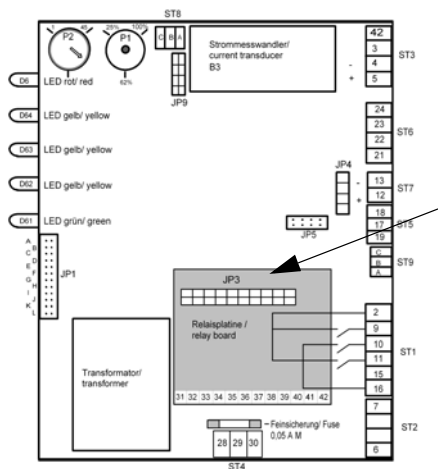 ST8
1
45
P2
25%
100%
P1
62%
C B A
JP9
Strommesswandler/
current transducer
B3
42
3
4
- 
5
+
ST3
D6
LED rot/ red
D64
LED gelb/ yellow
D63
LED gelb/ yellow
D62
LED gelb/ yellow
D61
LED grün/ green
24
23
22
21
ST6
JP4
-
+
13
12
ST7
18
17
19
ST5
JP5
C
B
A
ST9
A
B
C
D
E
F
G
H
I
J
K
L
JP1
JP3
Relaisplatine /
relay board
31 32 33 34 35 36 37 38 39 40 41 42
2
9
10
11
15
16
ST1
Transformator/
transformer
7
6
ST2
Feinsicherung/ Fuse
0,05 A M
28 29 30
ST4